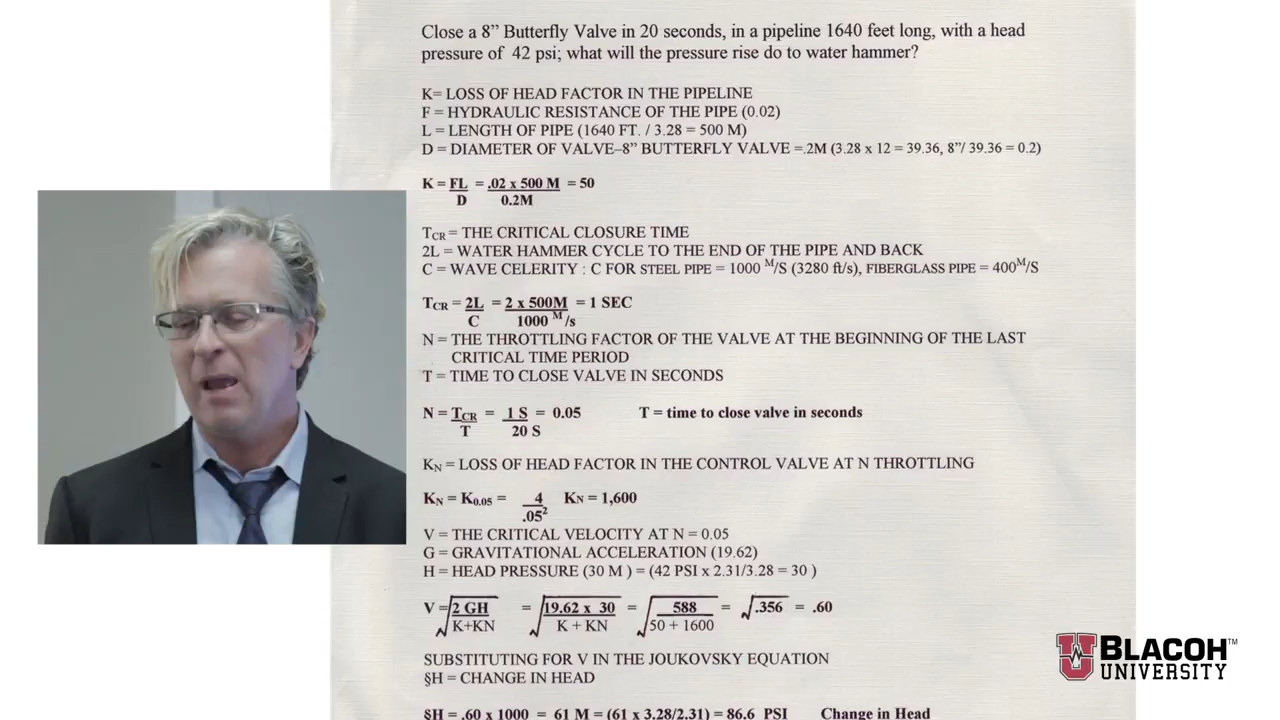 Close a 8” Butterfly Valve in 20 seconds, in a pipeline 1640 feet long, with a head
pressure of 42 psi; what will the pressure rise do to water hammer?
K= LOSS OF HEAD FACTOR IN THE PIPELINE
F = HYDRAULIC RESISTANCE OF THE PIPE (0.02)
L = LENGTH OF PIPE (1640 FT. / 3.28 = 500 M)
D = DIAMETER OF VALVE–8” BUTTERFLY VALVE =.2M (3.28 x 12 = 39.36, 8”/ 39.36 = 0.2)
K = FL = .02 x 500 M = 50
D 0.2M
TCR = THE CRITICAL CLOSURE TIME
2L = WATER HAMMER CYCLE TO THE END OF THE PIPE AND BACK
C = WAVE CELERITY : C FOR STEEL PIPE = 1000 M/S (3280 ft/s), FIBERGLASS PIPE = 400M/S
TCR = 2L = 2 x 500M = 1 SEC
C 1000 M/s
N = THE THROTTLING FACTOR OF THE VALVE AT THE BEGINNING OF THE LAST
CRITICAL TIME PERIOD
T = TIME TO CLOSE VALVE IN SECONDS
N = TCR = 1 S = 0.05 T = time to close valve in seconds
T 20 S
KN = LOSS OF HEAD FACTOR IN THE CONTROL VALVE AT N THROTTLING
KN = K0.05 = 4 KN = 1,600
.05²
V = THE CRITICAL VELOCITY AT N = 0.05
G = GRAVITATIONAL ACCELERATION (19.62)
H = HEAD PRESSURE (30 M ) = (42 PSI x 2.31/3.28 = 30 )
V = √2 GH = √19.62 x 30 = √588 = √.356 = .60
K+KN K + KN 50 + 1600
SUBSTITUTING FOR V IN THE JOUKOVSKY EQUATION
§H = CHANGE IN HEAD
§H = .60 x 1000 = 61 M = (61 x 3.28/2.31) = 86.6 PSI Change in Head
BLACOH™
UNIVERSITY